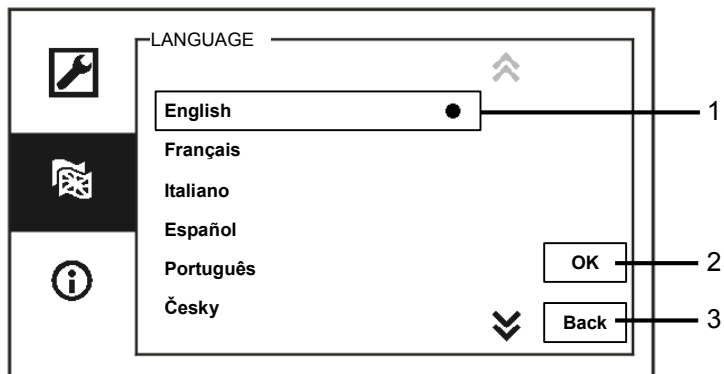 LANGUAGE
English 1
Français
Italiano
Español
Português
Česky
OK 2
Back 3